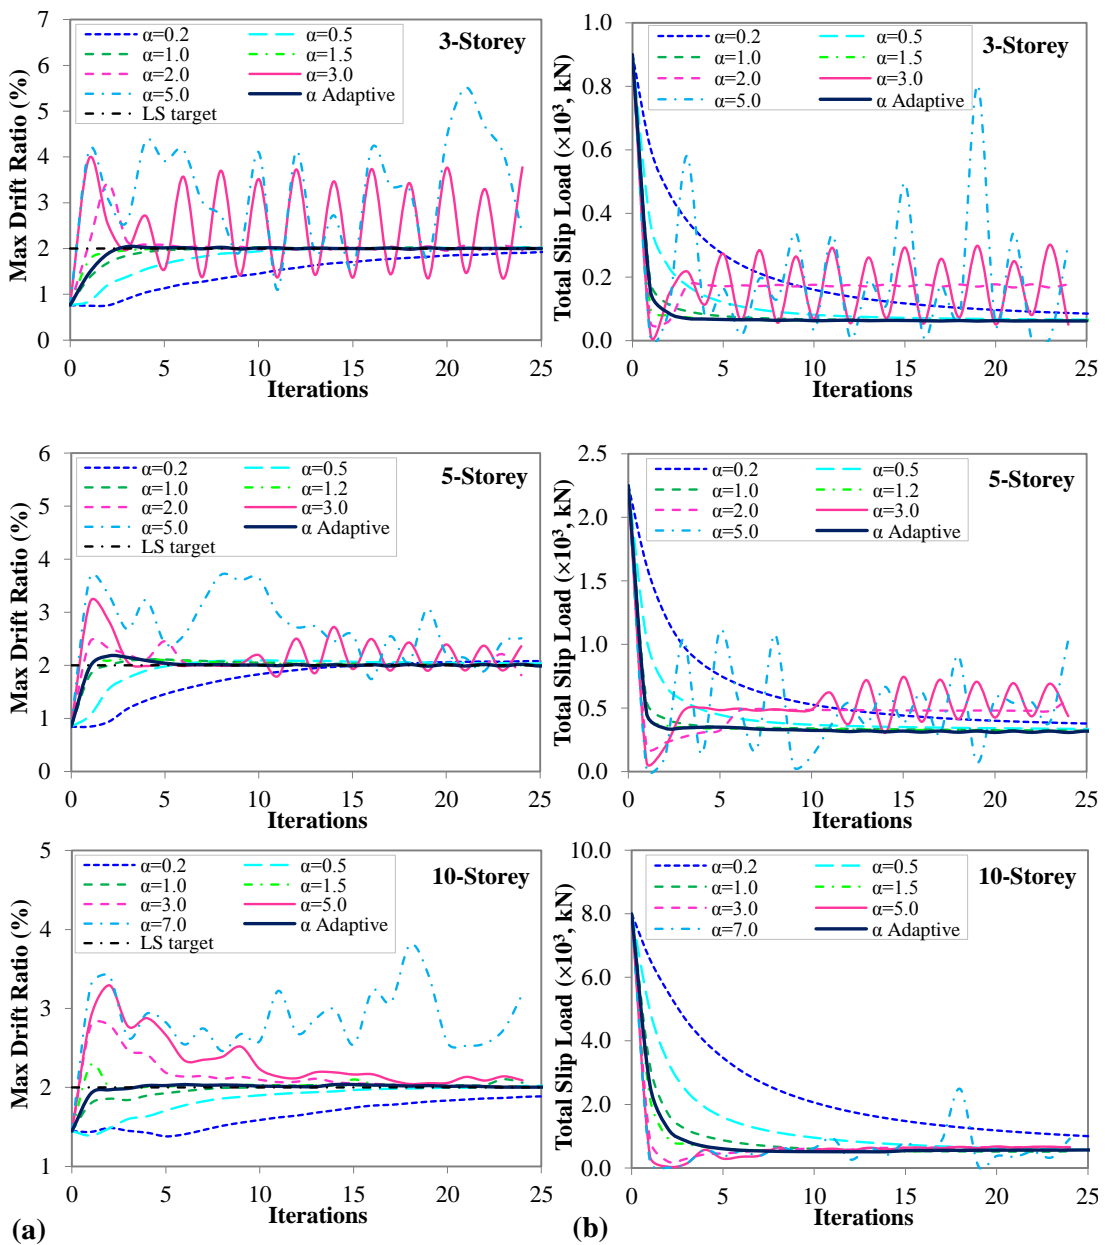 Max Drift Ratio (%)
7
6
5
4
3
2
1
0
α=0.2
α=0.5
α=1.0
α=1.5
α=2.0
α=3.0
α=5.0
α Adaptive
LS target
3-Storey
0
5
10
15
20
25
Iterations
Total Slip Load (×10³, kN)
1.0
0.8
0.6
0.4
0.2
0.0
α=0.2
α=0.5
α=1.0
α=1.5
α=2.0
α=3.0
α=5.0
α Adaptive
3-Storey
0
5
10
15
20
25
Iterations
Max Drift Ratio (%)
6
5
4
3
2
1
0
α=0.2
α=0.5
α=1.0
α=1.2
α=2.0
α=3.0
α=5.0
α Adaptive
LS target
5-Storey
0
5
10
15
20
25
Iterations
Total Slip Load (×10³, kN)
2.5
2.0
1.5
1.0
0.5
0.0
α=0.2
α=0.5
α=1.0
α=1.2
α=2.0
α=3.0
α=5.0
α Adaptive
5-Storey
0
5
10
15
20
25
Iterations
Max Drift Ratio (%)
5
4
3
2
1
α=0.2
α=0.5
α=1.0
α=1.5
α=3.0
α=5.0
α=7.0
α Adaptive
LS target
10-Storey
0
5
10
15
20
25
Iterations
(a)
Total Slip Load (×10³, kN)
10.0
8.0
6.0
4.0
2.0
0.0
α=0.2
α=0.5
α=1.0
α=1.5
α=3.0
α=5.0
α=7.0
α Adaptive
10-Storey
0
5
10
15
20
25
Iterations
(b)